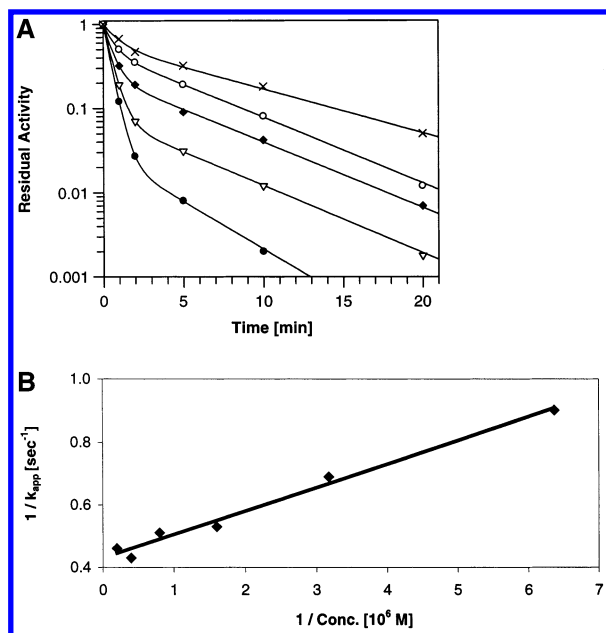 A
1
0.1
0.01
0.001
Residual Activity
0 5 10 15 20
Time [min]
B
1.0
0.8
0.6
0.4
1 / kapp [sec⁻¹]
0 1 2 3 4 5 6 7
1 / Conc. [10⁶ M]